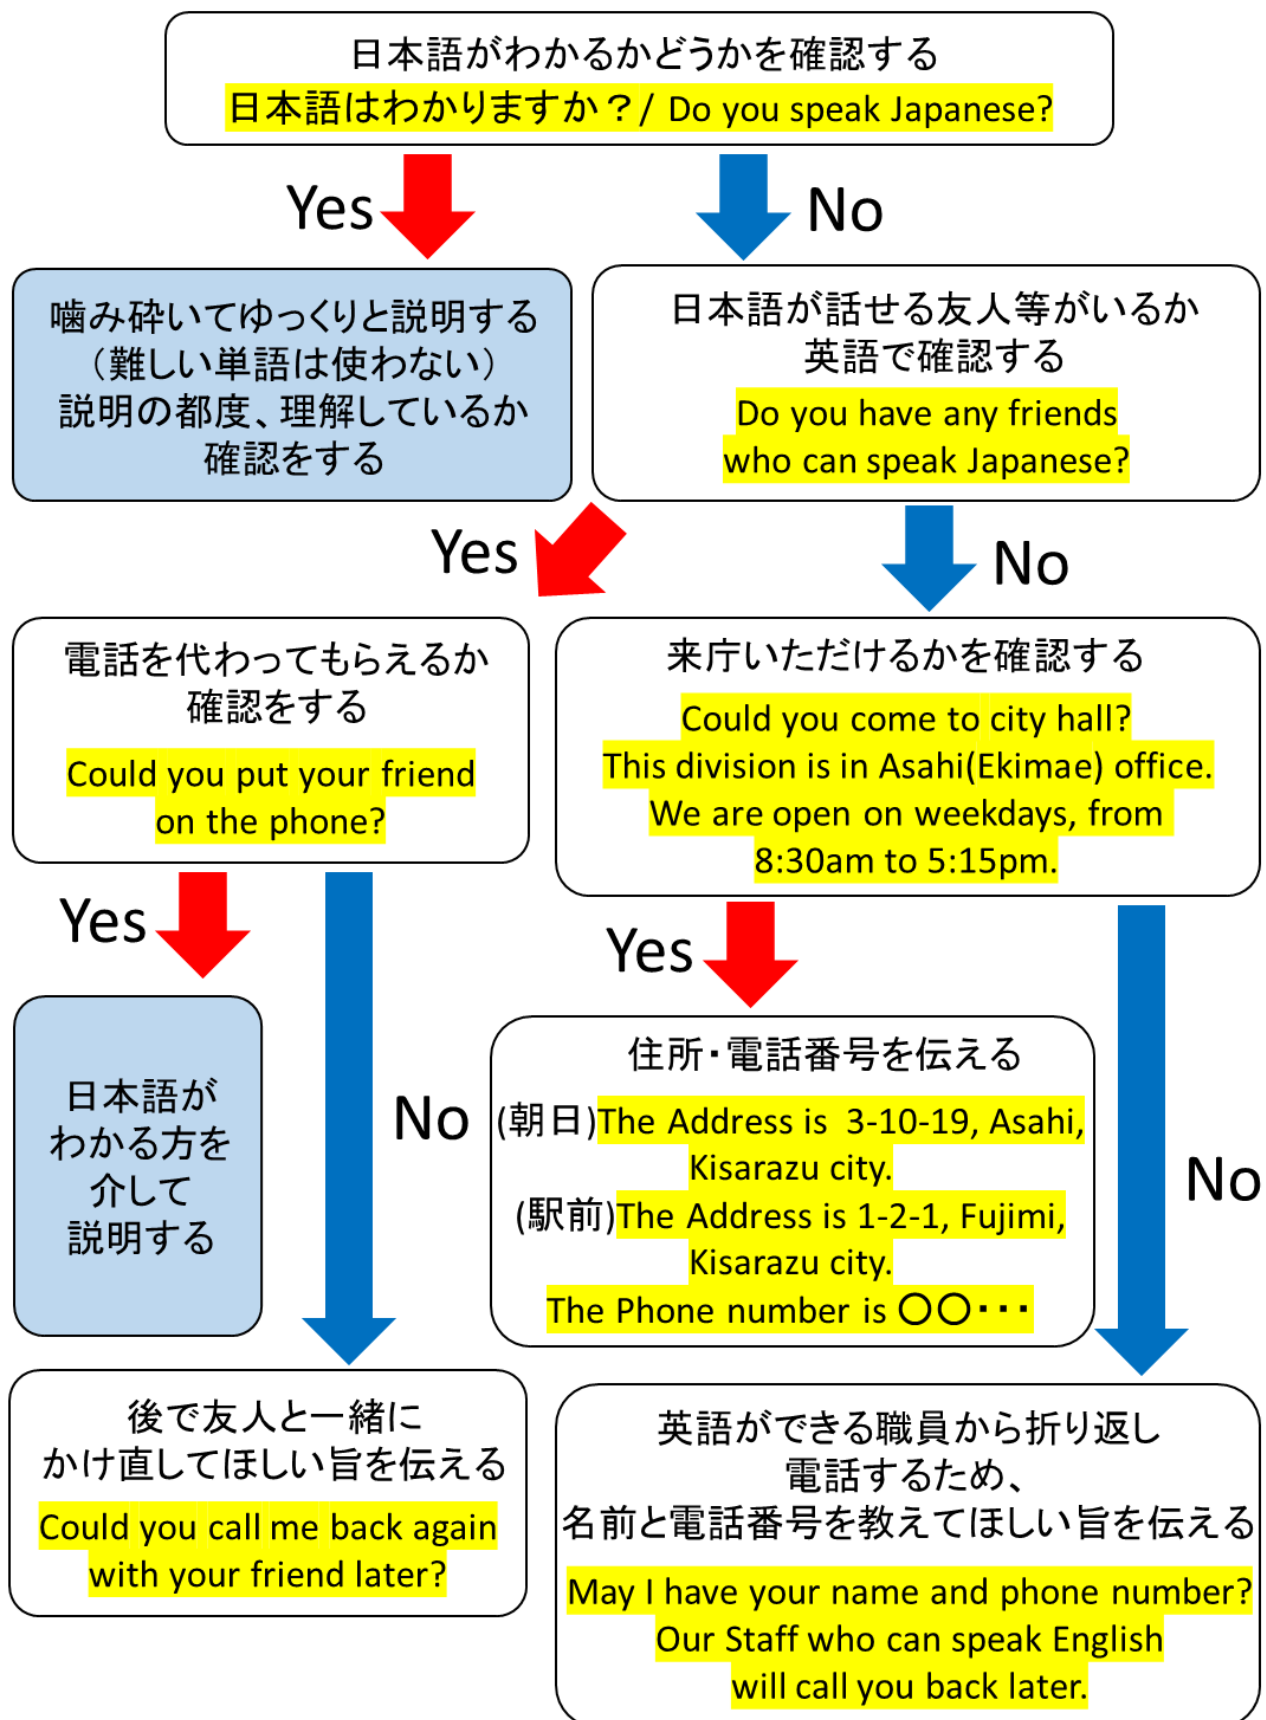 日本語がわかるかどうかを確認する
日本語はわかりますか？/ Do you speak Japanese?
Yes
No
噛み砕いてゆっくりと説明する
（難しい単語は使わない）
説明の都度、理解しているか
確認をする
日本語が話せる友人等がいるか
英語で確認する
Do you have any friends
who can speak Japanese?
Yes
No
電話を代わってもらえるか
確認をする
Could you put your friend
on the phone?
来庁いただけるかを確認する
Could you come to city hall?
This division is in Asahi(Ekimae) office.
We are open on weekdays, from
8:30am to 5:15pm.
Yes
No
Yes
No
日本語が
わかる方を
介して
説明する
住所・電話番号を伝える
(朝日)The Address is 3-10-19, Asahi,
Kisarazu city.
(駅前)The Address is 1-2-1, Fujimi,
Kisarazu city.
The Phone number is 〇〇・・・
後で友人と一緒に
かけ直してほしい旨を伝える
Could you call me back again
with your friend later?
英語ができる職員から折り返し
電話するため、
名前と電話番号を教えてほしい旨を伝える
May I have your name and phone number?
Our Staff who can speak English
will call you back later.